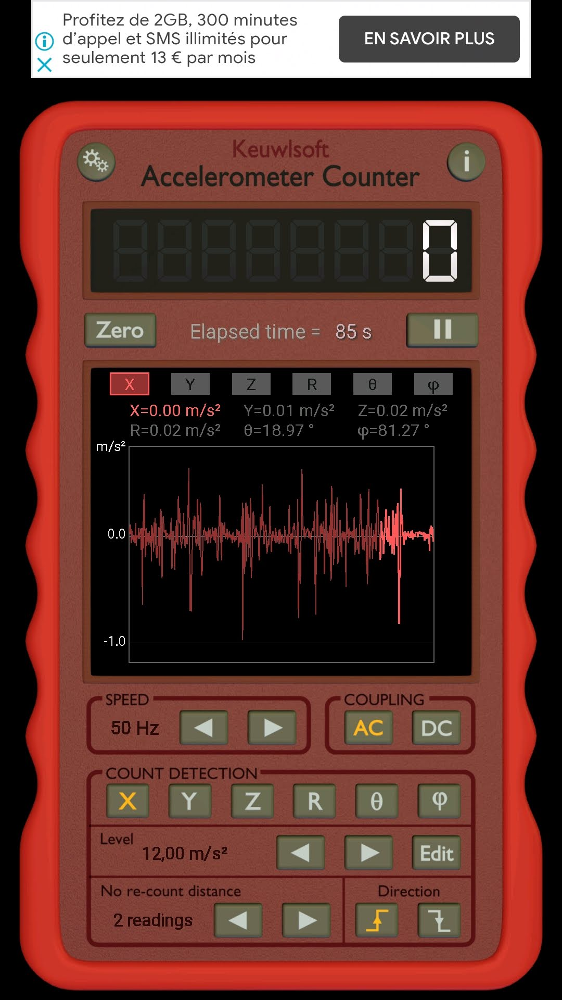 Profitez de 2GB, 300 minutes
d’appel et SMS illimités pour
seulement 13 € par mois
EN SAVOIR PLUS
Keuwlsoft
Accelerometer Counter
0
Zero
Elapsed time = 85 s
X Y Z R θ φ
X=0.00 m/s² Y=0.01 m/s² Z=0.02 m/s²
R=0.02 m/s² θ=18.97 ° φ=81.27 °
m/s²
0.0
-1.0
SPEED
50 Hz
COUPLING
AC DC
COUNT DETECTION
X Y Z R θ φ
Level
12,00 m/s²
Edit
No re-count distance
2 readings
Direction